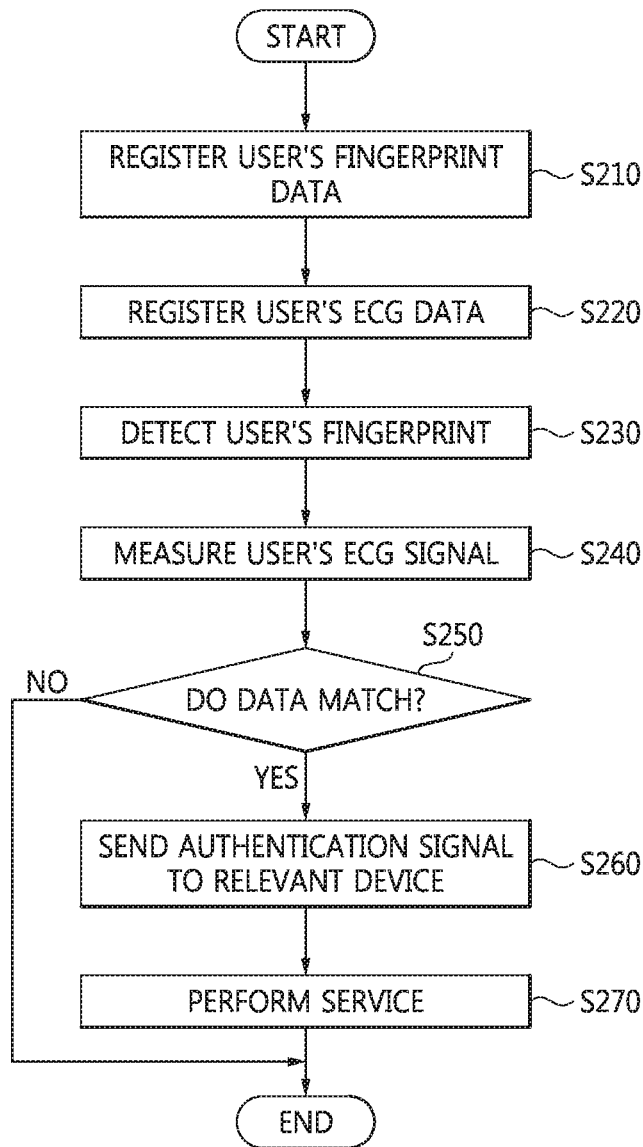 START
REGISTER USER'S FINGERPRINT
DATA
S210
REGISTER USER'S ECG DATA
S220
DETECT USER'S FINGERPRINT
S230
MEASURE USER'S ECG SIGNAL
S240
S250
DO DATA MATCH?
NO
YES
SEND AUTHENTICATION SIGNAL
TO RELEVANT DEVICE
S260
PERFORM SERVICE
S270
END